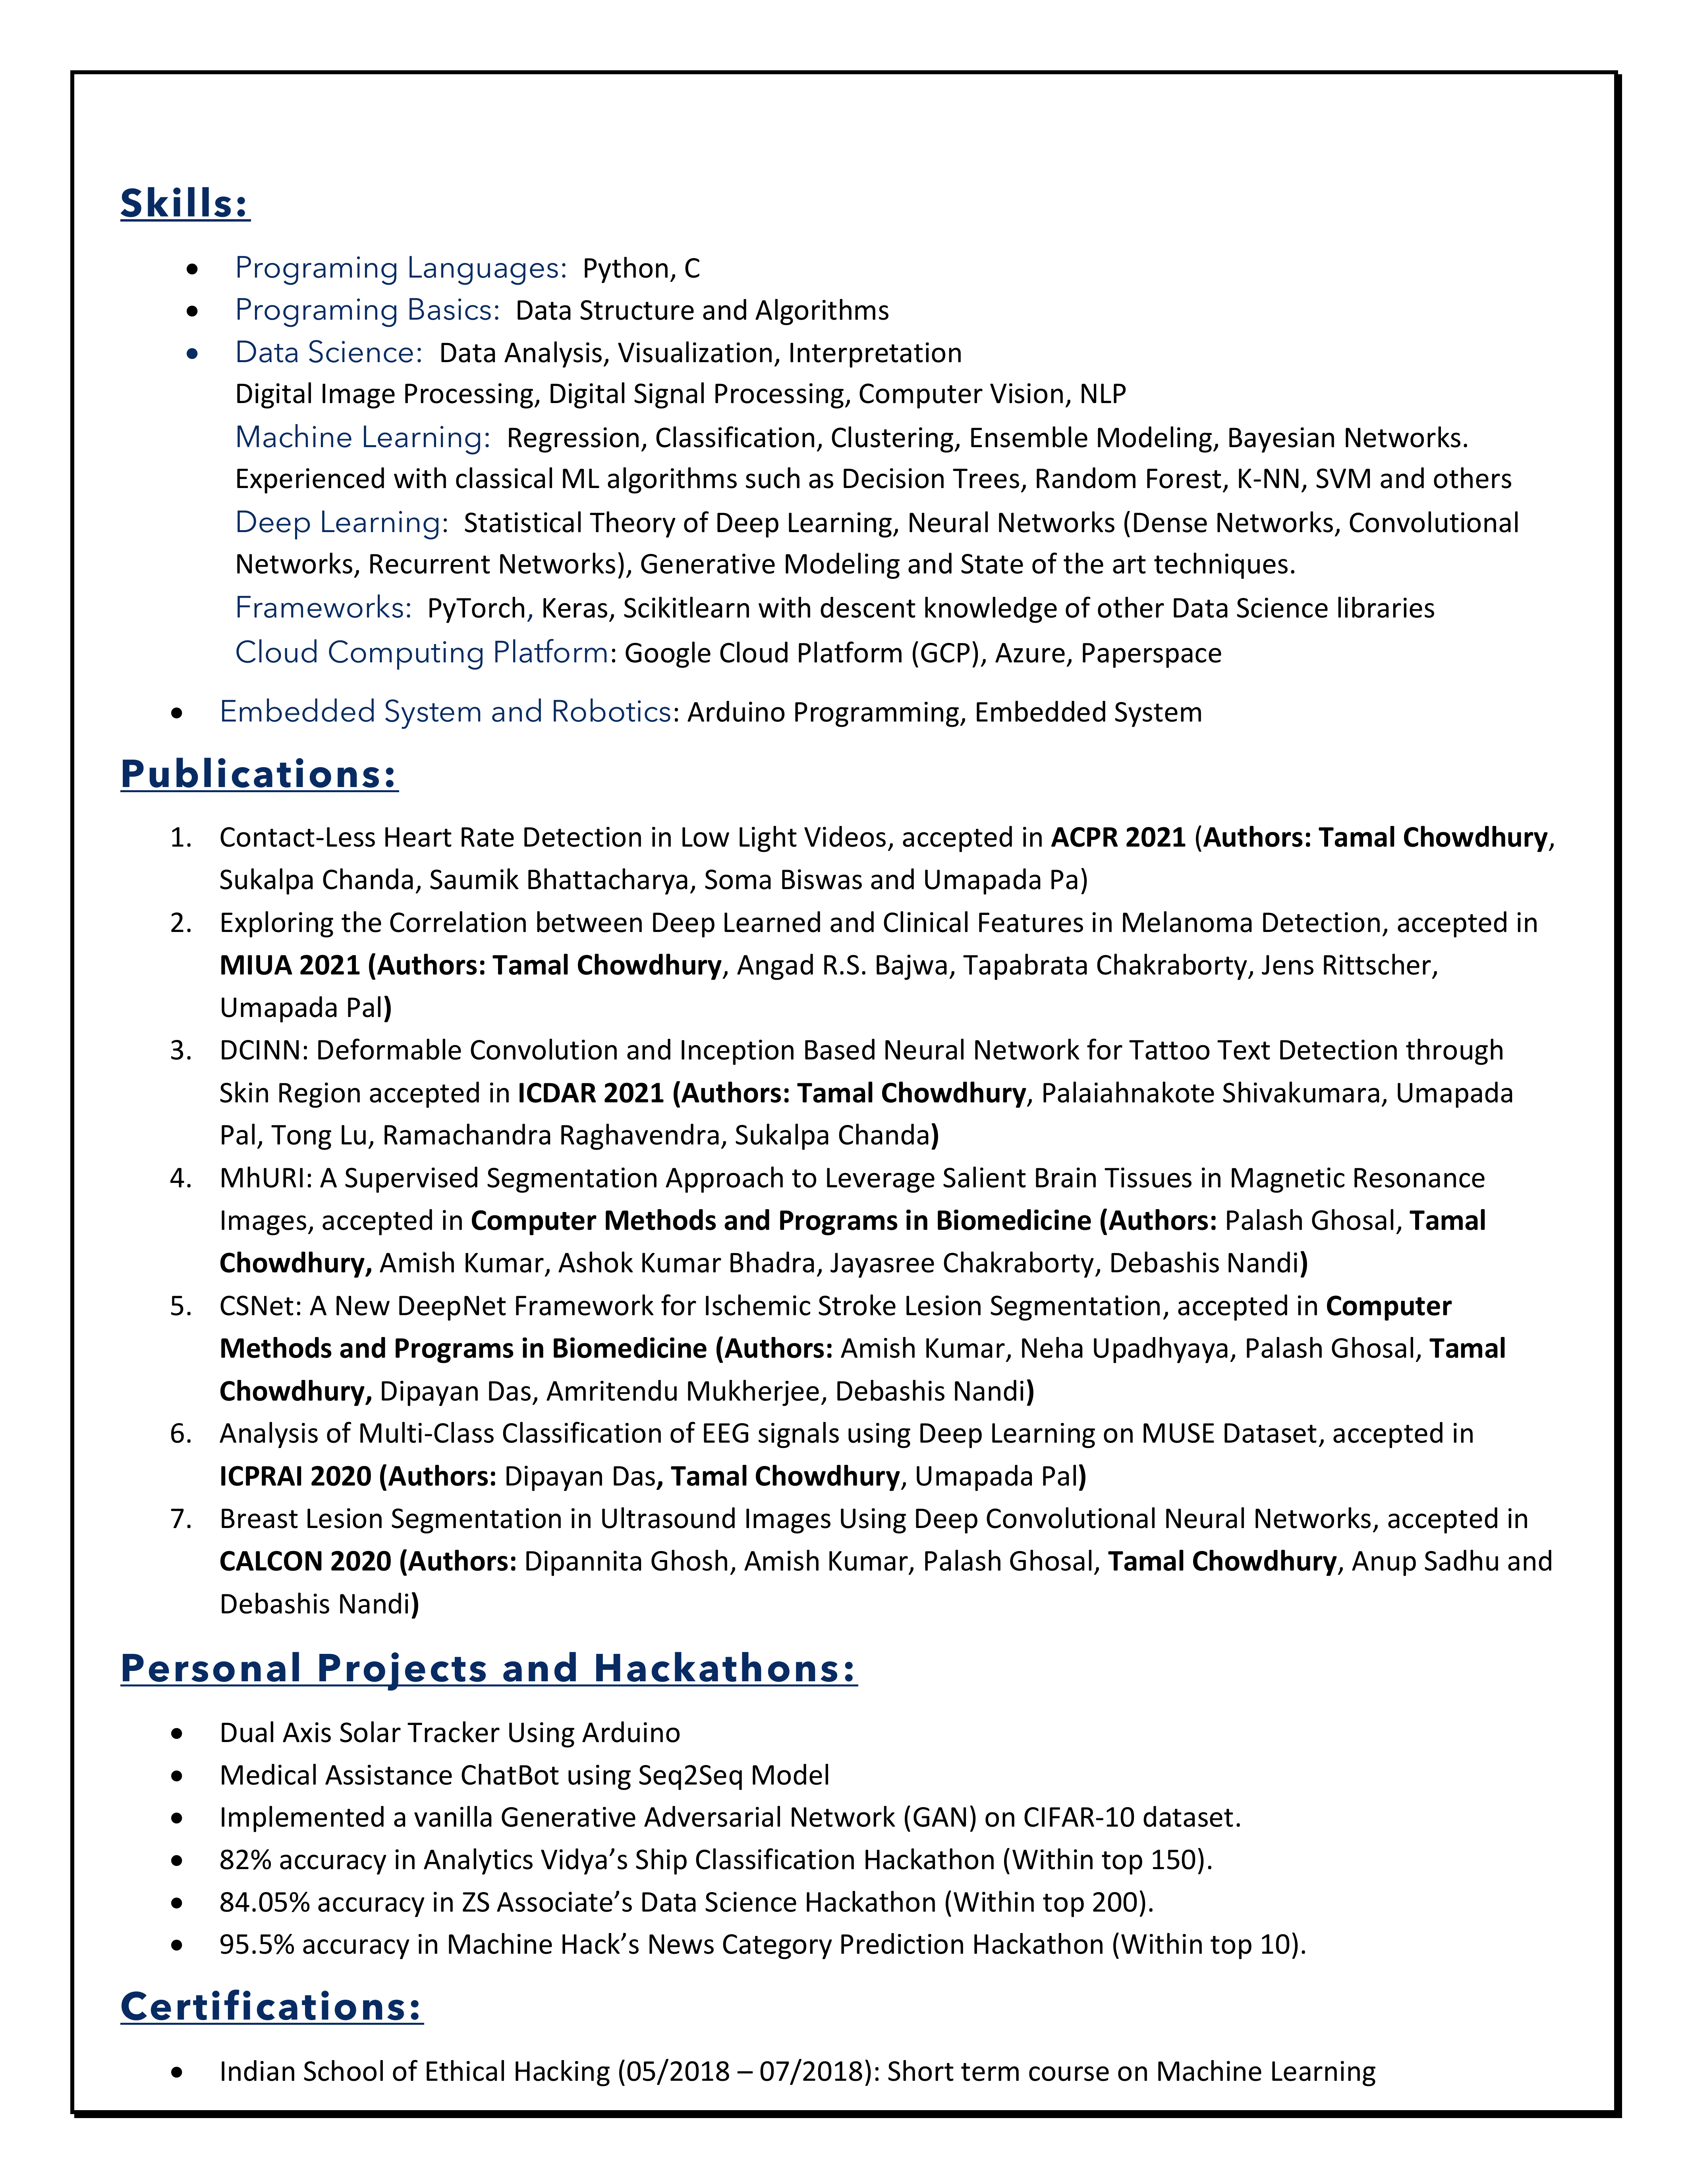 Skills:
• Programing Languages: Python, C
• Programing Basics: Data Structure and Algorithms
• Data Science: Data Analysis, Visualization, Interpretation
Digital Image Processing, Digital Signal Processing, Computer Vision, NLP
Machine Learning: Regression, Classification, Clustering, Ensemble Modeling, Bayesian Networks.
Experienced with classical ML algorithms such as Decision Trees, Random Forest, K-NN, SVM and others
Deep Learning: Statistical Theory of Deep Learning, Neural Networks (Dense Networks, Convolutional
Networks, Recurrent Networks), Generative Modeling and State of the art techniques.
Frameworks: PyTorch, Keras, Scikitlearn with descent knowledge of other Data Science libraries
Cloud Computing Platform: Google Cloud Platform (GCP), Azure, Paperspace
• Embedded System and Robotics: Arduino Programming, Embedded System
Publications:
1. Contact-Less Heart Rate Detection in Low Light Videos, accepted in ACPR 2021 (Authors: Tamal Chowdhury,
Sukalpa Chanda, Saumik Bhattacharya, Soma Biswas and Umapada Pa)
2. Exploring the Correlation between Deep Learned and Clinical Features in Melanoma Detection, accepted in
MIUA 2021 (Authors: Tamal Chowdhury, Angad R.S. Bajwa, Tapabrata Chakraborty, Jens Rittscher,
Umapada Pal)
3. DCINN: Deformable Convolution and Inception Based Neural Network for Tattoo Text Detection through
Skin Region accepted in ICDAR 2021 (Authors: Tamal Chowdhury, Palaiahnakote Shivakumara, Umapada
Pal, Tong Lu, Ramachandra Raghavendra, Sukalpa Chanda)
4. MhURI: A Supervised Segmentation Approach to Leverage Salient Brain Tissues in Magnetic Resonance
Images, accepted in Computer Methods and Programs in Biomedicine (Authors: Palash Ghosal, Tamal
Chowdhury, Amish Kumar, Ashok Kumar Bhadra, Jayasree Chakraborty, Debashis Nandi)
5. CSNet: A New DeepNet Framework for Ischemic Stroke Lesion Segmentation, accepted in Computer
Methods and Programs in Biomedicine (Authors: Amish Kumar, Neha Upadhyaya, Palash Ghosal, Tamal
Chowdhury, Dipayan Das, Amritendu Mukherjee, Debashis Nandi)
6. Analysis of Multi-Class Classification of EEG signals using Deep Learning on MUSE Dataset, accepted in
ICPRAI 2020 (Authors: Dipayan Das, Tamal Chowdhury, Umapada Pal)
7. Breast Lesion Segmentation in Ultrasound Images Using Deep Convolutional Neural Networks, accepted in
CALCON 2020 (Authors: Dipannita Ghosh, Amish Kumar, Palash Ghosal, Tamal Chowdhury, Anup Sadhu and
Debashis Nandi)
Personal Projects and Hackathons:
• Dual Axis Solar Tracker Using Arduino
• Medical Assistance ChatBot using Seq2Seq Model
• Implemented a vanilla Generative Adversarial Network (GAN) on CIFAR-10 dataset.
• 82% accuracy in Analytics Vidya’s Ship Classification Hackathon (Within top 150).
• 84.05% accuracy in ZS Associate’s Data Science Hackathon (Within top 200).
• 95.5% accuracy in Machine Hack’s News Category Prediction Hackathon (Within top 10).
Certifications:
• Indian School of Ethical Hacking (05/2018 – 07/2018): Short term course on Machine Learning